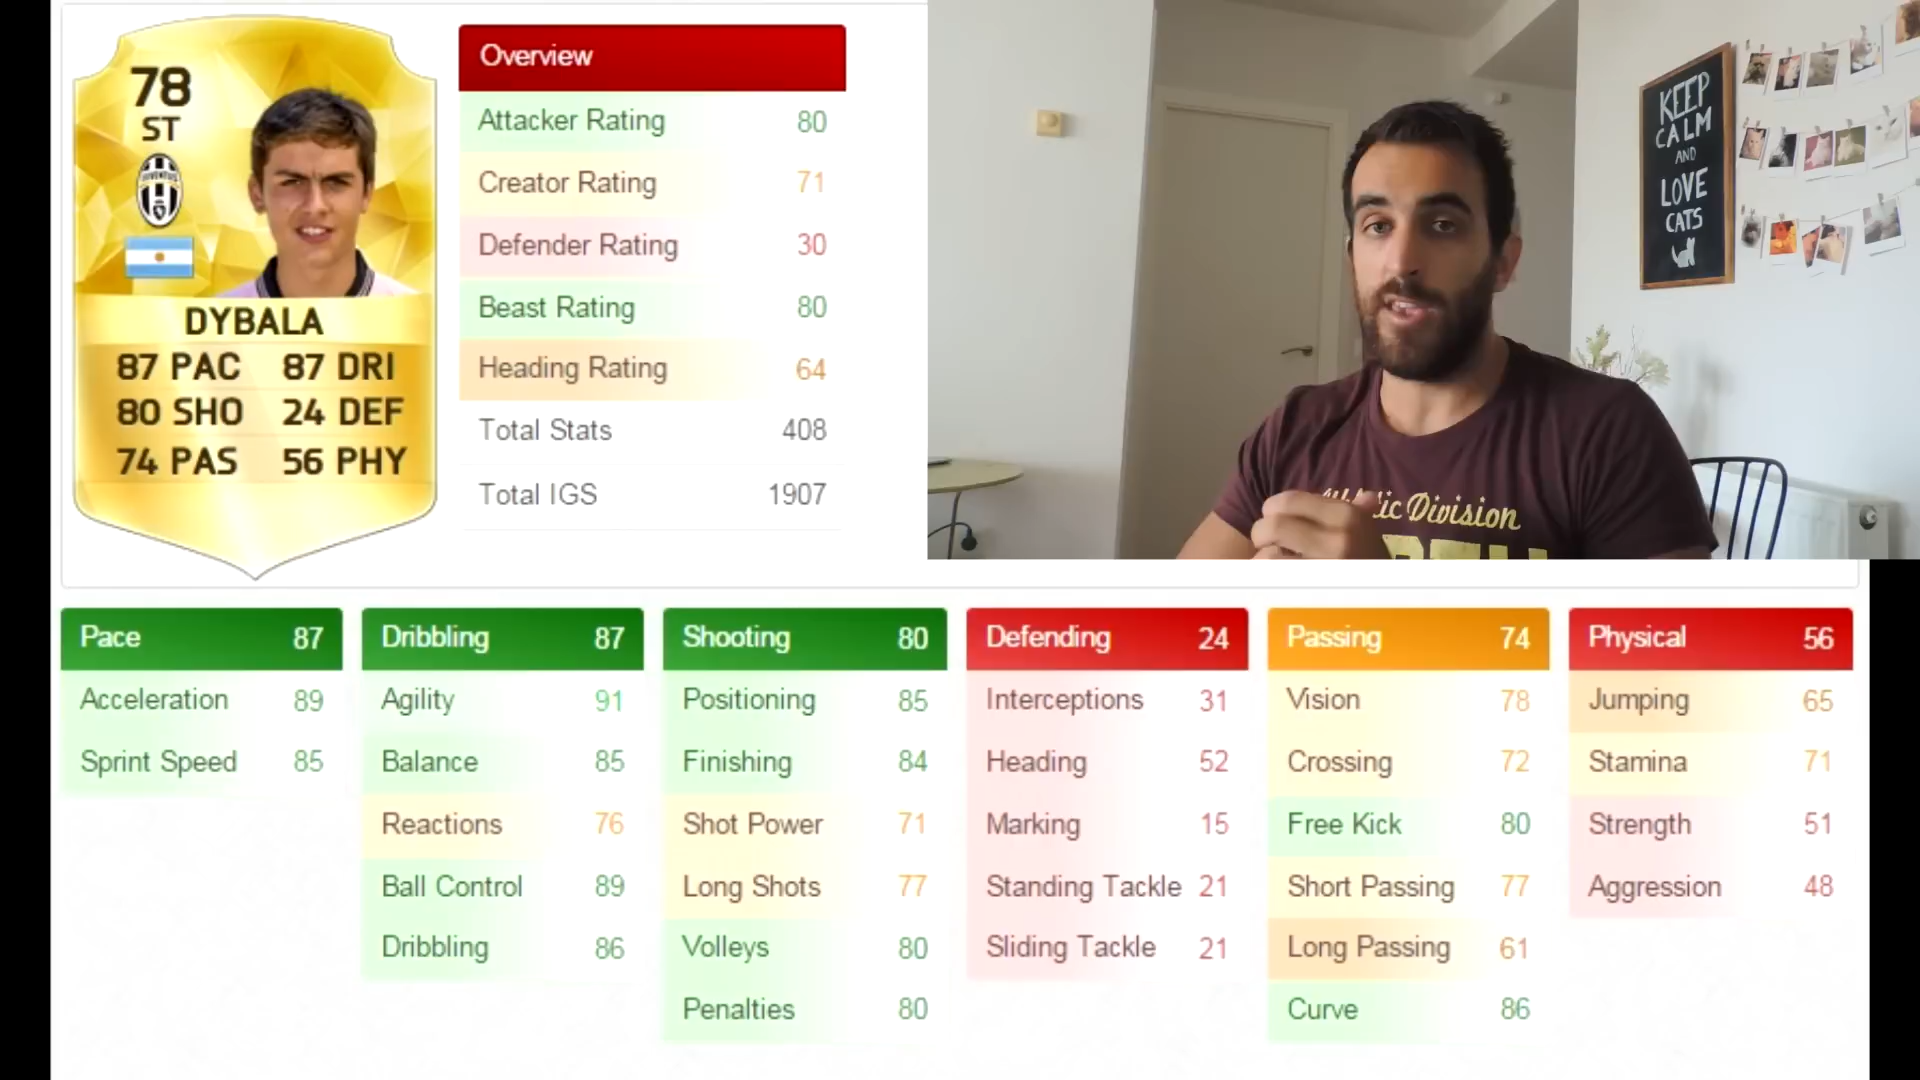 78
ST
DYBALA
87 PAC 87 DRI
80 SHO 24 DEF
74 PAS 56 PHY
Overview
Attacker Rating 80
Creator Rating 71
Defender Rating 30
Beast Rating 80
Heading Rating 64
Total Stats 408
Total IGS 1907
KEEP
CALM
AND
LOVE
CATS
Division
Pace 87
Acceleration 89
Sprint Speed 85
Dribbling 87
Agility 91
Balance 85
Reactions 76
Ball Control 89
Dribbling 86
Shooting 80
Positioning 85
Finishing 84
Shot Power 71
Long Shots 77
Volleys 80
Penalties 80
Defending 24
Interceptions 31
Heading 52
Marking 15
Standing Tackle 21
Sliding Tackle 21
Passing 74
Vision 78
Crossing 72
Free Kick 80
Short Passing 77
Long Passing 61
Curve 86
Physical 56
Jumping 65
Stamina 71
Strength 51
Aggression 48